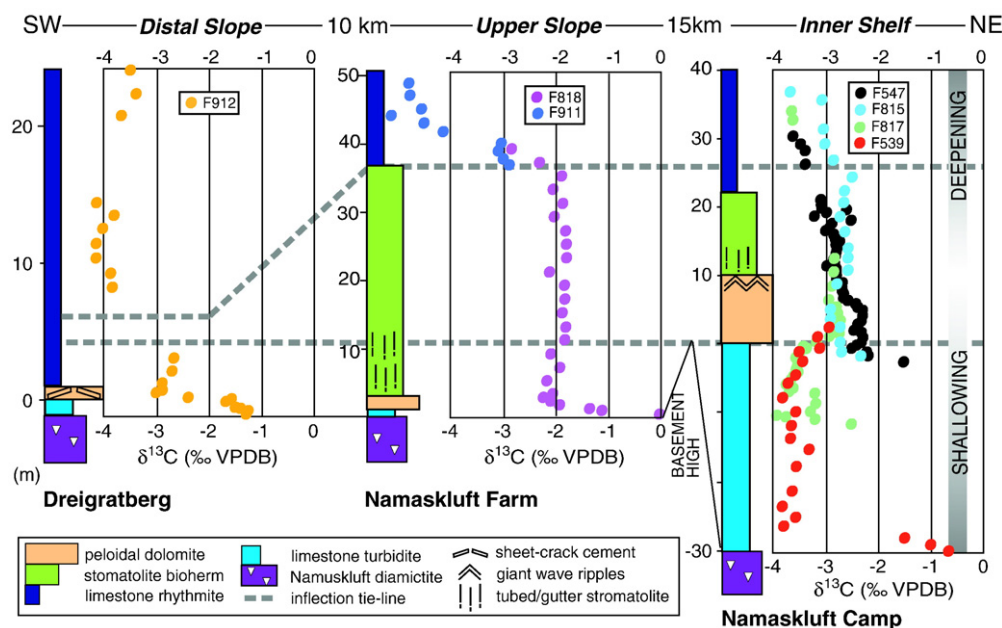 SW Distal Slope 10 km Upper Slope 15km Inner Shelf NE
-4 -3 -2 -1 0 -4 -3 -2 -1 0 -4 -3 -2 -1 0
F912
F818
F911
F547
F815
F817
F539
20
10
0
(m)
50
40
30
20
10
0
40
30
20
10
0
-30
BASEMENT
HIGH
DEEPENING
SHALLOWING
-4 -3 -2 -1 0 -4 -3 -2 -1 0
δ13C (‰ VPDB) δ13C (‰ VPDB)
Dreigratberg Namaskluft Farm
-4 -3 -2 -1 0
δ13C (‰ VPDB)
Namaskluft Camp
peloidal dolomite limestone turbidite sheet-crack cement
stomatolite bioherm Namuskluft diamictite giant wave ripples
limestone rhythmite inflection tie-line tubed/gutter stromatolite